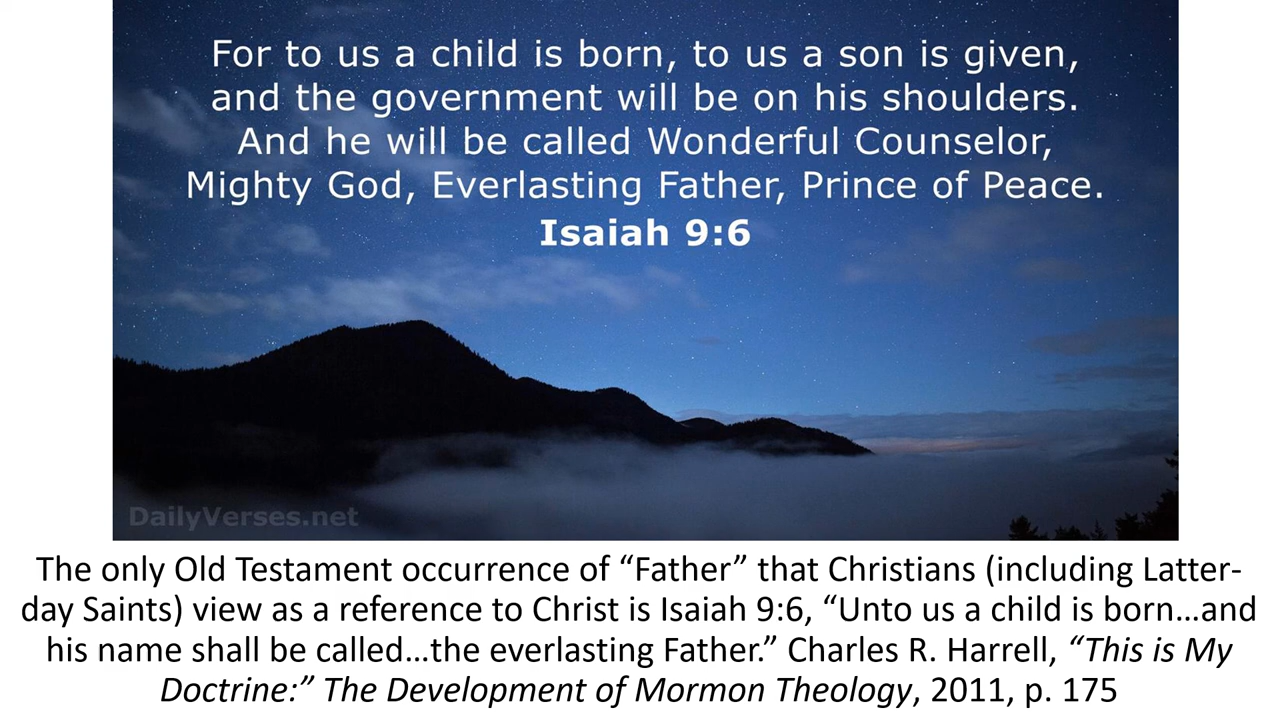 For to us a child is born, to us a son is given,
and the government will be on his shoulders.
And he will be called Wonderful Counselor,
Mighty God, Everlasting Father, Prince of Peace.
Isaiah 9:6
DailyVerses.net
The only Old Testament occurrence of “Father” that Christians (including Latter-
day Saints) view as a reference to Christ is Isaiah 9:6, “Unto us a child is born…and
his name shall be called…the everlasting Father.” Charles R. Harrell, “This is My
Doctrine:” The Development of Mormon Theology, 2011, p. 175